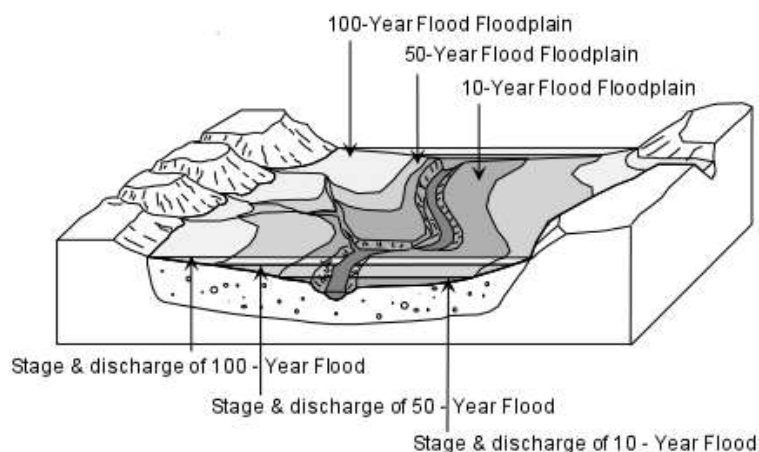 100-Year Flood Floodplain
50-Year Flood Floodplain
10-Year Flood Floodplain
Stage & discharge of 100 - Year Flood
Stage & discharge of 50 - Year Flood
Stage & discharge of 10 - Year Flood